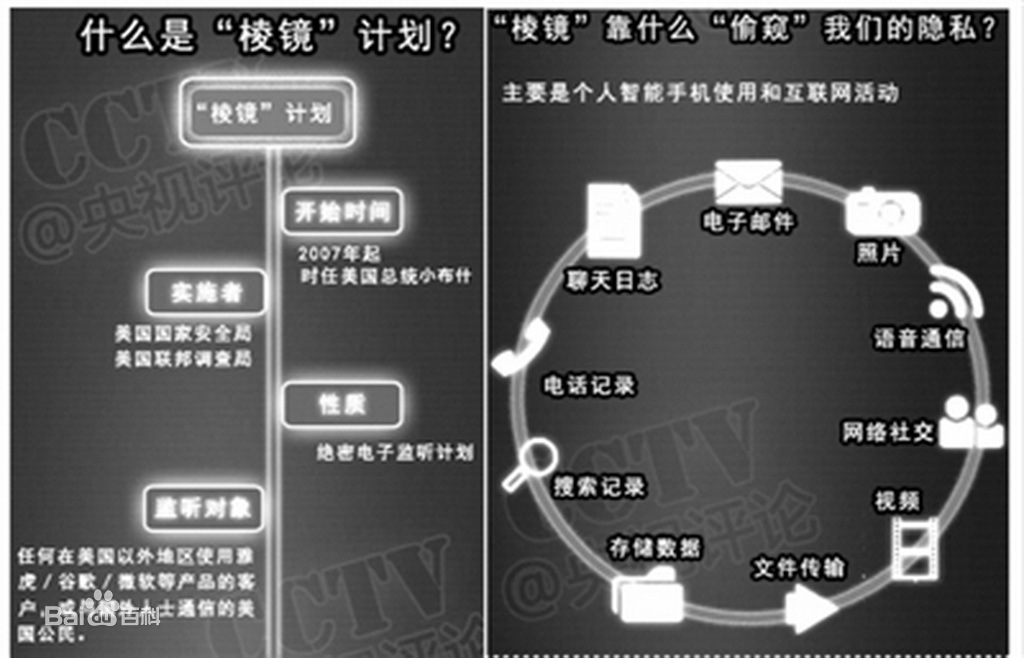 什么是“棱镜”计划？
“棱镜”计划
开始时间
2007年起
时任美国总统小布什
实施者
美国国家安全局
美国联邦调查局
性质
绝密电子监听计划
监听对象
任何在美国以外地区使用雅
虎/谷歌/微软等产品的客
户，或
士通信的美
国公民。
Bai 百科
CCTV
@央视评论
CCTV
“棱镜”靠什么“偷窥”我们的隐私？
主要是个人智能手机使用和互联网活动
电子邮件
照片
语音通信
网络社交
视频
文件传输
存储数据
搜索记录
电话记录
聊天日志
CCTV
@央视评论